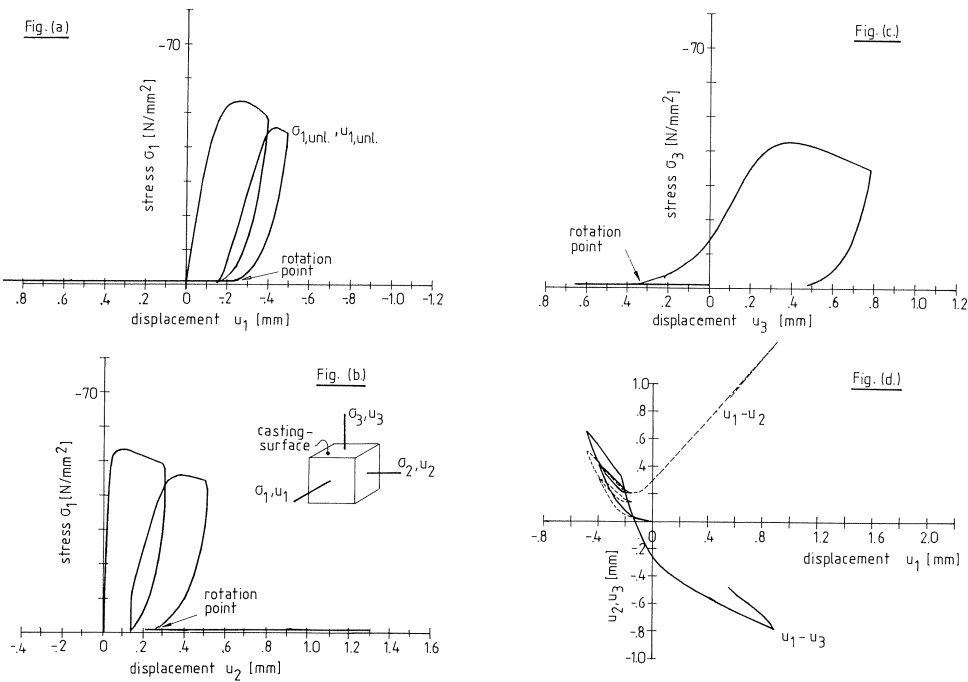 Fig.(a)
-70
stress σ1 [N/mm²]
σ1,unl. , u1,unl.
rotation
point
.8 .6 .4 .2 0 -.2 -.4 -.6 -.8 -1.0 -1.2
displacement u1 [mm]
Fig.(c.)
-70
stress σ3 [N/mm²]
rotation
point
.8 .6 .4 .2 0 .2 .4 .6 .8 1.0 1.2
displacement u3 [mm]
Fig. (b.)
-70
stress σ1 [N/mm²]
casting-
surface
σ3,u3
σ2,u2
σ1,u1
rotation
point
-.4 -.2 0 .2 .4 .6 .8 1.0 1.2 1.4 1.6
displacement u2 [mm]
Fig.(d.)
1.0
.8
.6
.4
.2
u1-u2
-.8 -.4 0 .4 .8 1.2 1.6 2.0
displacement u1 [mm]
u2,u3 [mm]
-.2
-.4
-.6
-.8
-1.0
u1-u3